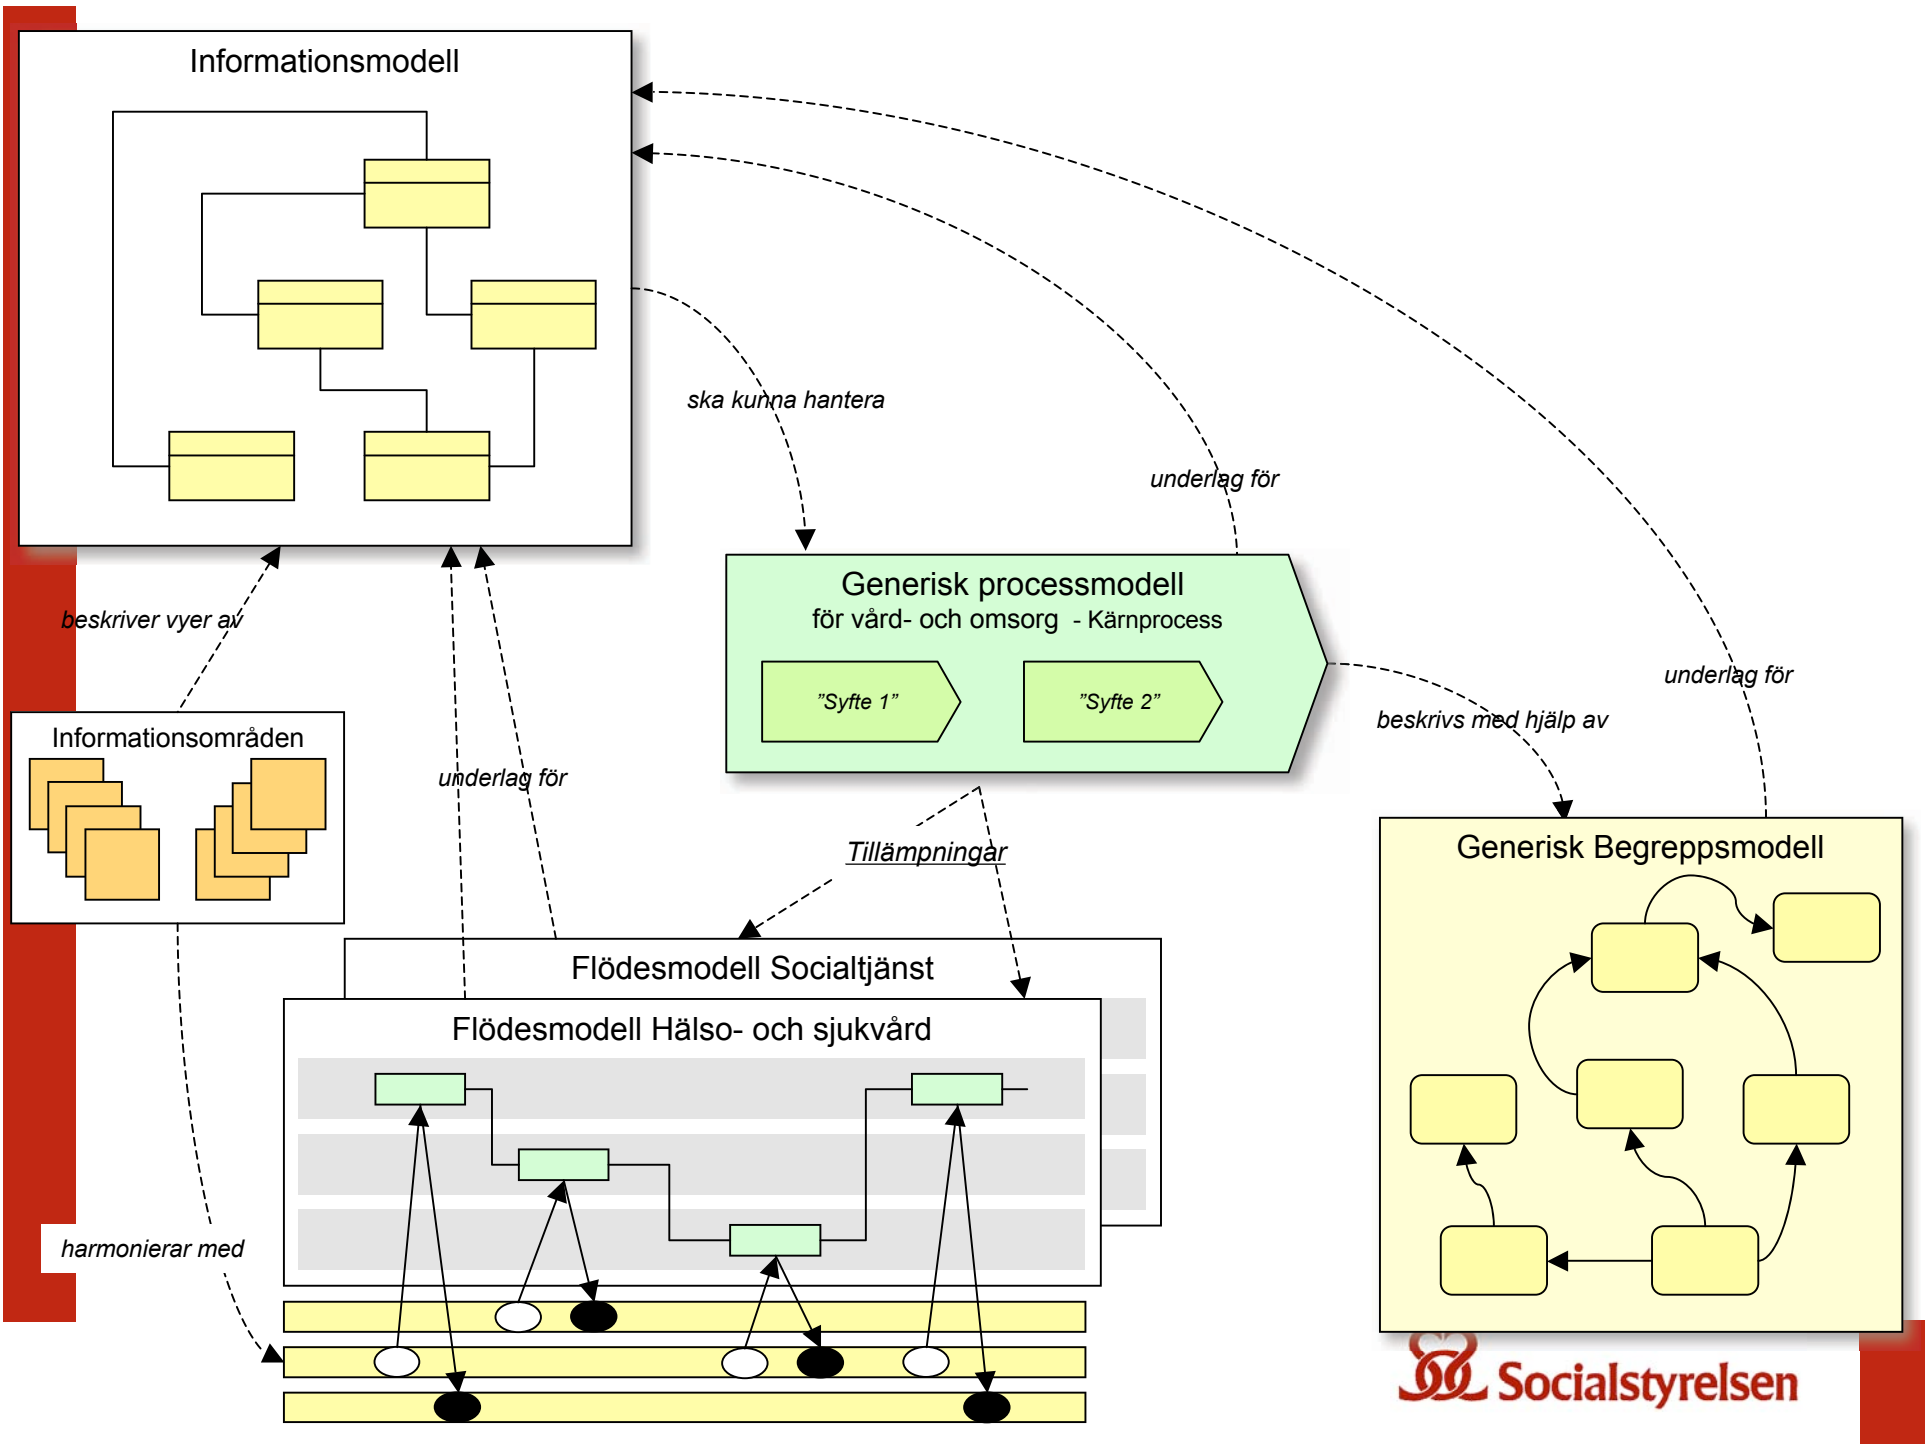 Informationsmodell
ska kunna hantera
underlag för
Generisk processmodell
för vård- och omsorg - Kärnprocess
”Syfte 1”
”Syfte 2”
beskriver vyer av
underlag för
beskrivs med hjälp av
Informationsområden
underlag för
Tillämpningar
Generisk Begreppsmodell
Flödesmodell Socialtjänst
Flödesmodell Hälso- och sjukvård
harmonierar med
Socialstyrelsen